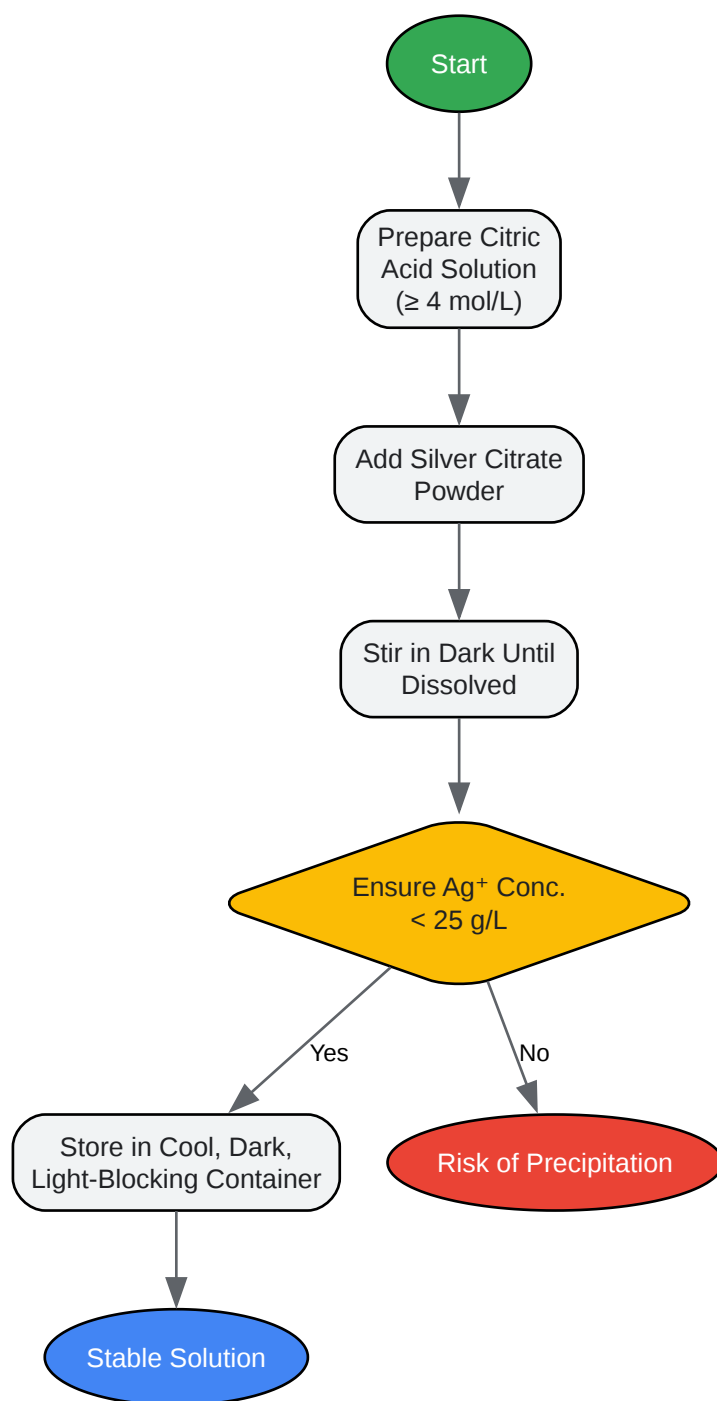 Start
Prepare Citric
Acid Solution
(≥ 4 mol/L)
Add Silver Citrate
Powder
Stir in Dark Until
Dissolved
Ensure Ag⁺ Conc.
< 25 g/L
Yes
No
Store in Cool, Dark,
Light-Blocking Container
Risk of Precipitation
Stable Solution